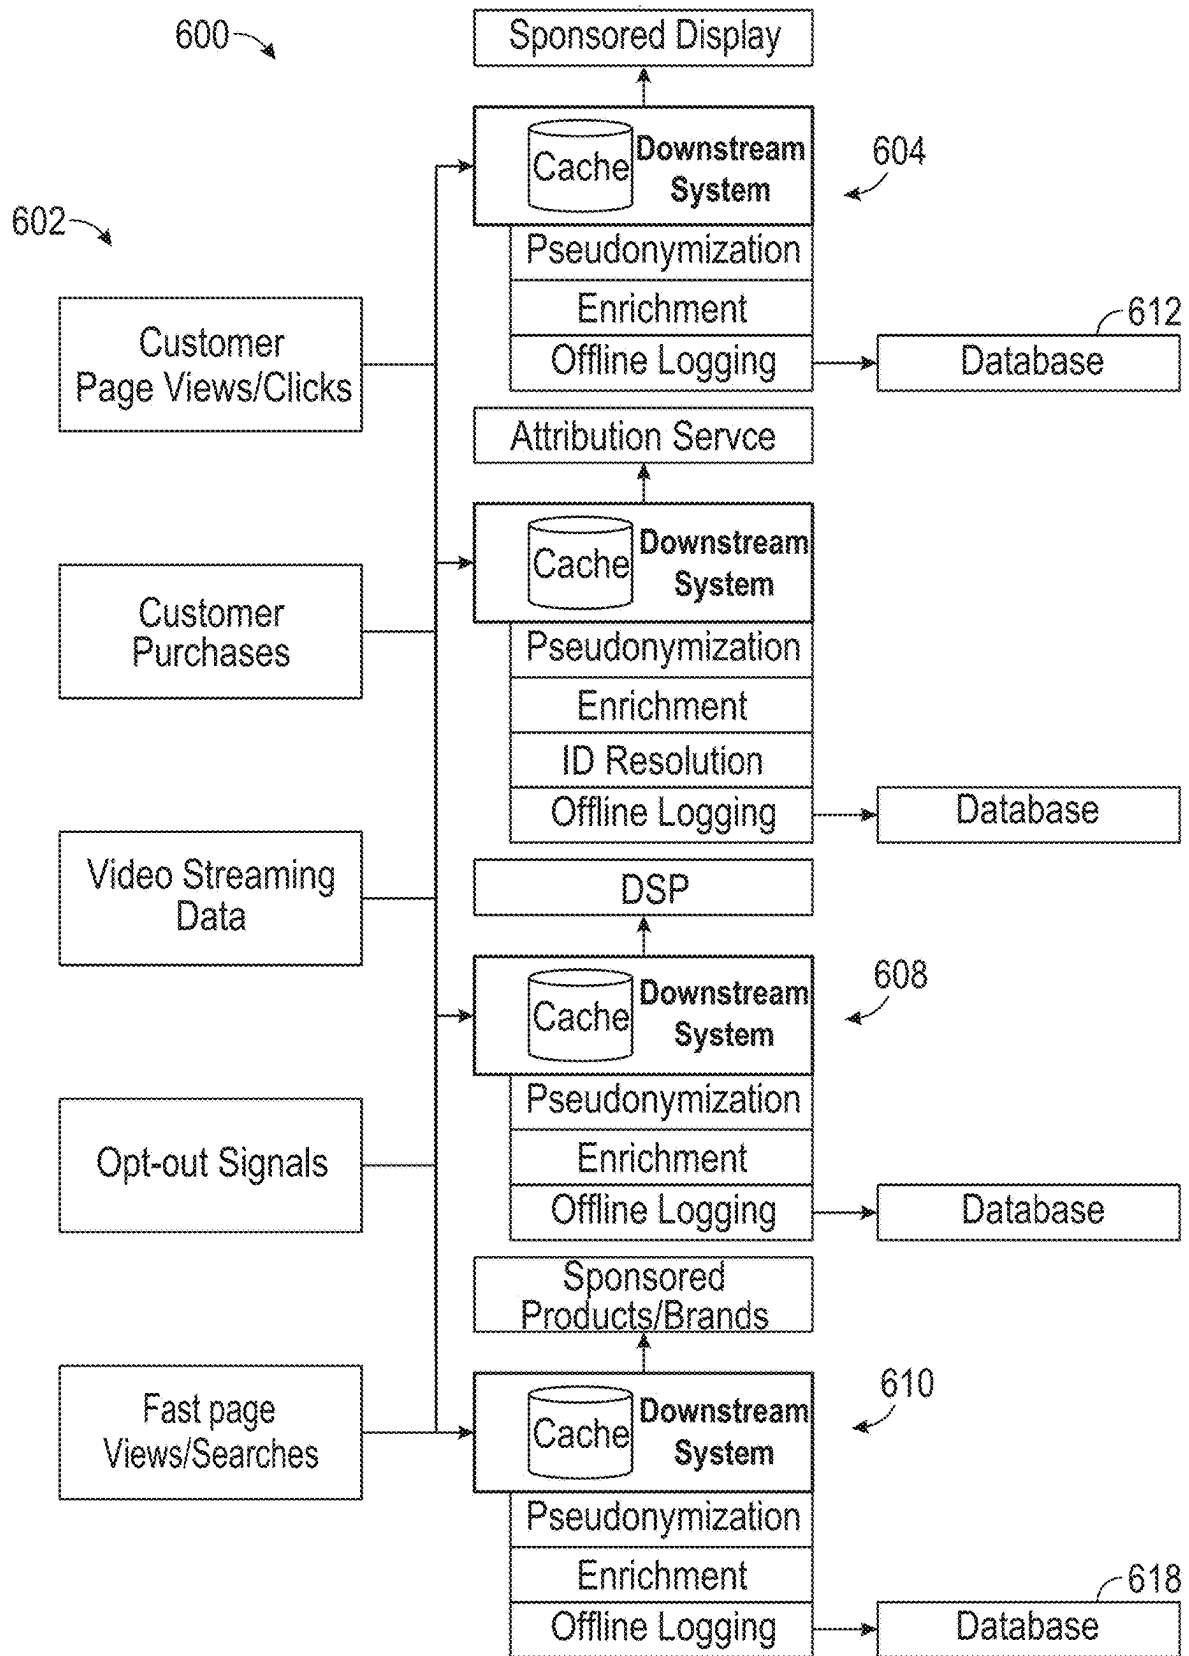 600
602
Customer
Page Views/Clicks
Customer
Purchases
Video Streaming
Data
Opt-out Signals
Fast page
Views/Searches
Sponsored Display
Cache
Downstream
System
604
Pseudonymization
Enrichment
Offline Logging
612
Database
Attribution Servce
Cache
Downstream
System
Pseudonymization
Enrichment
ID Resolution
Offline Logging
Database
DSP
Cache
Downstream
System
608
Pseudonymization
Enrichment
Offline Logging
Database
Sponsored
Products/Brands
Cache
Downstream
System
610
Pseudonymization
Enrichment
Offline Logging
618
Database